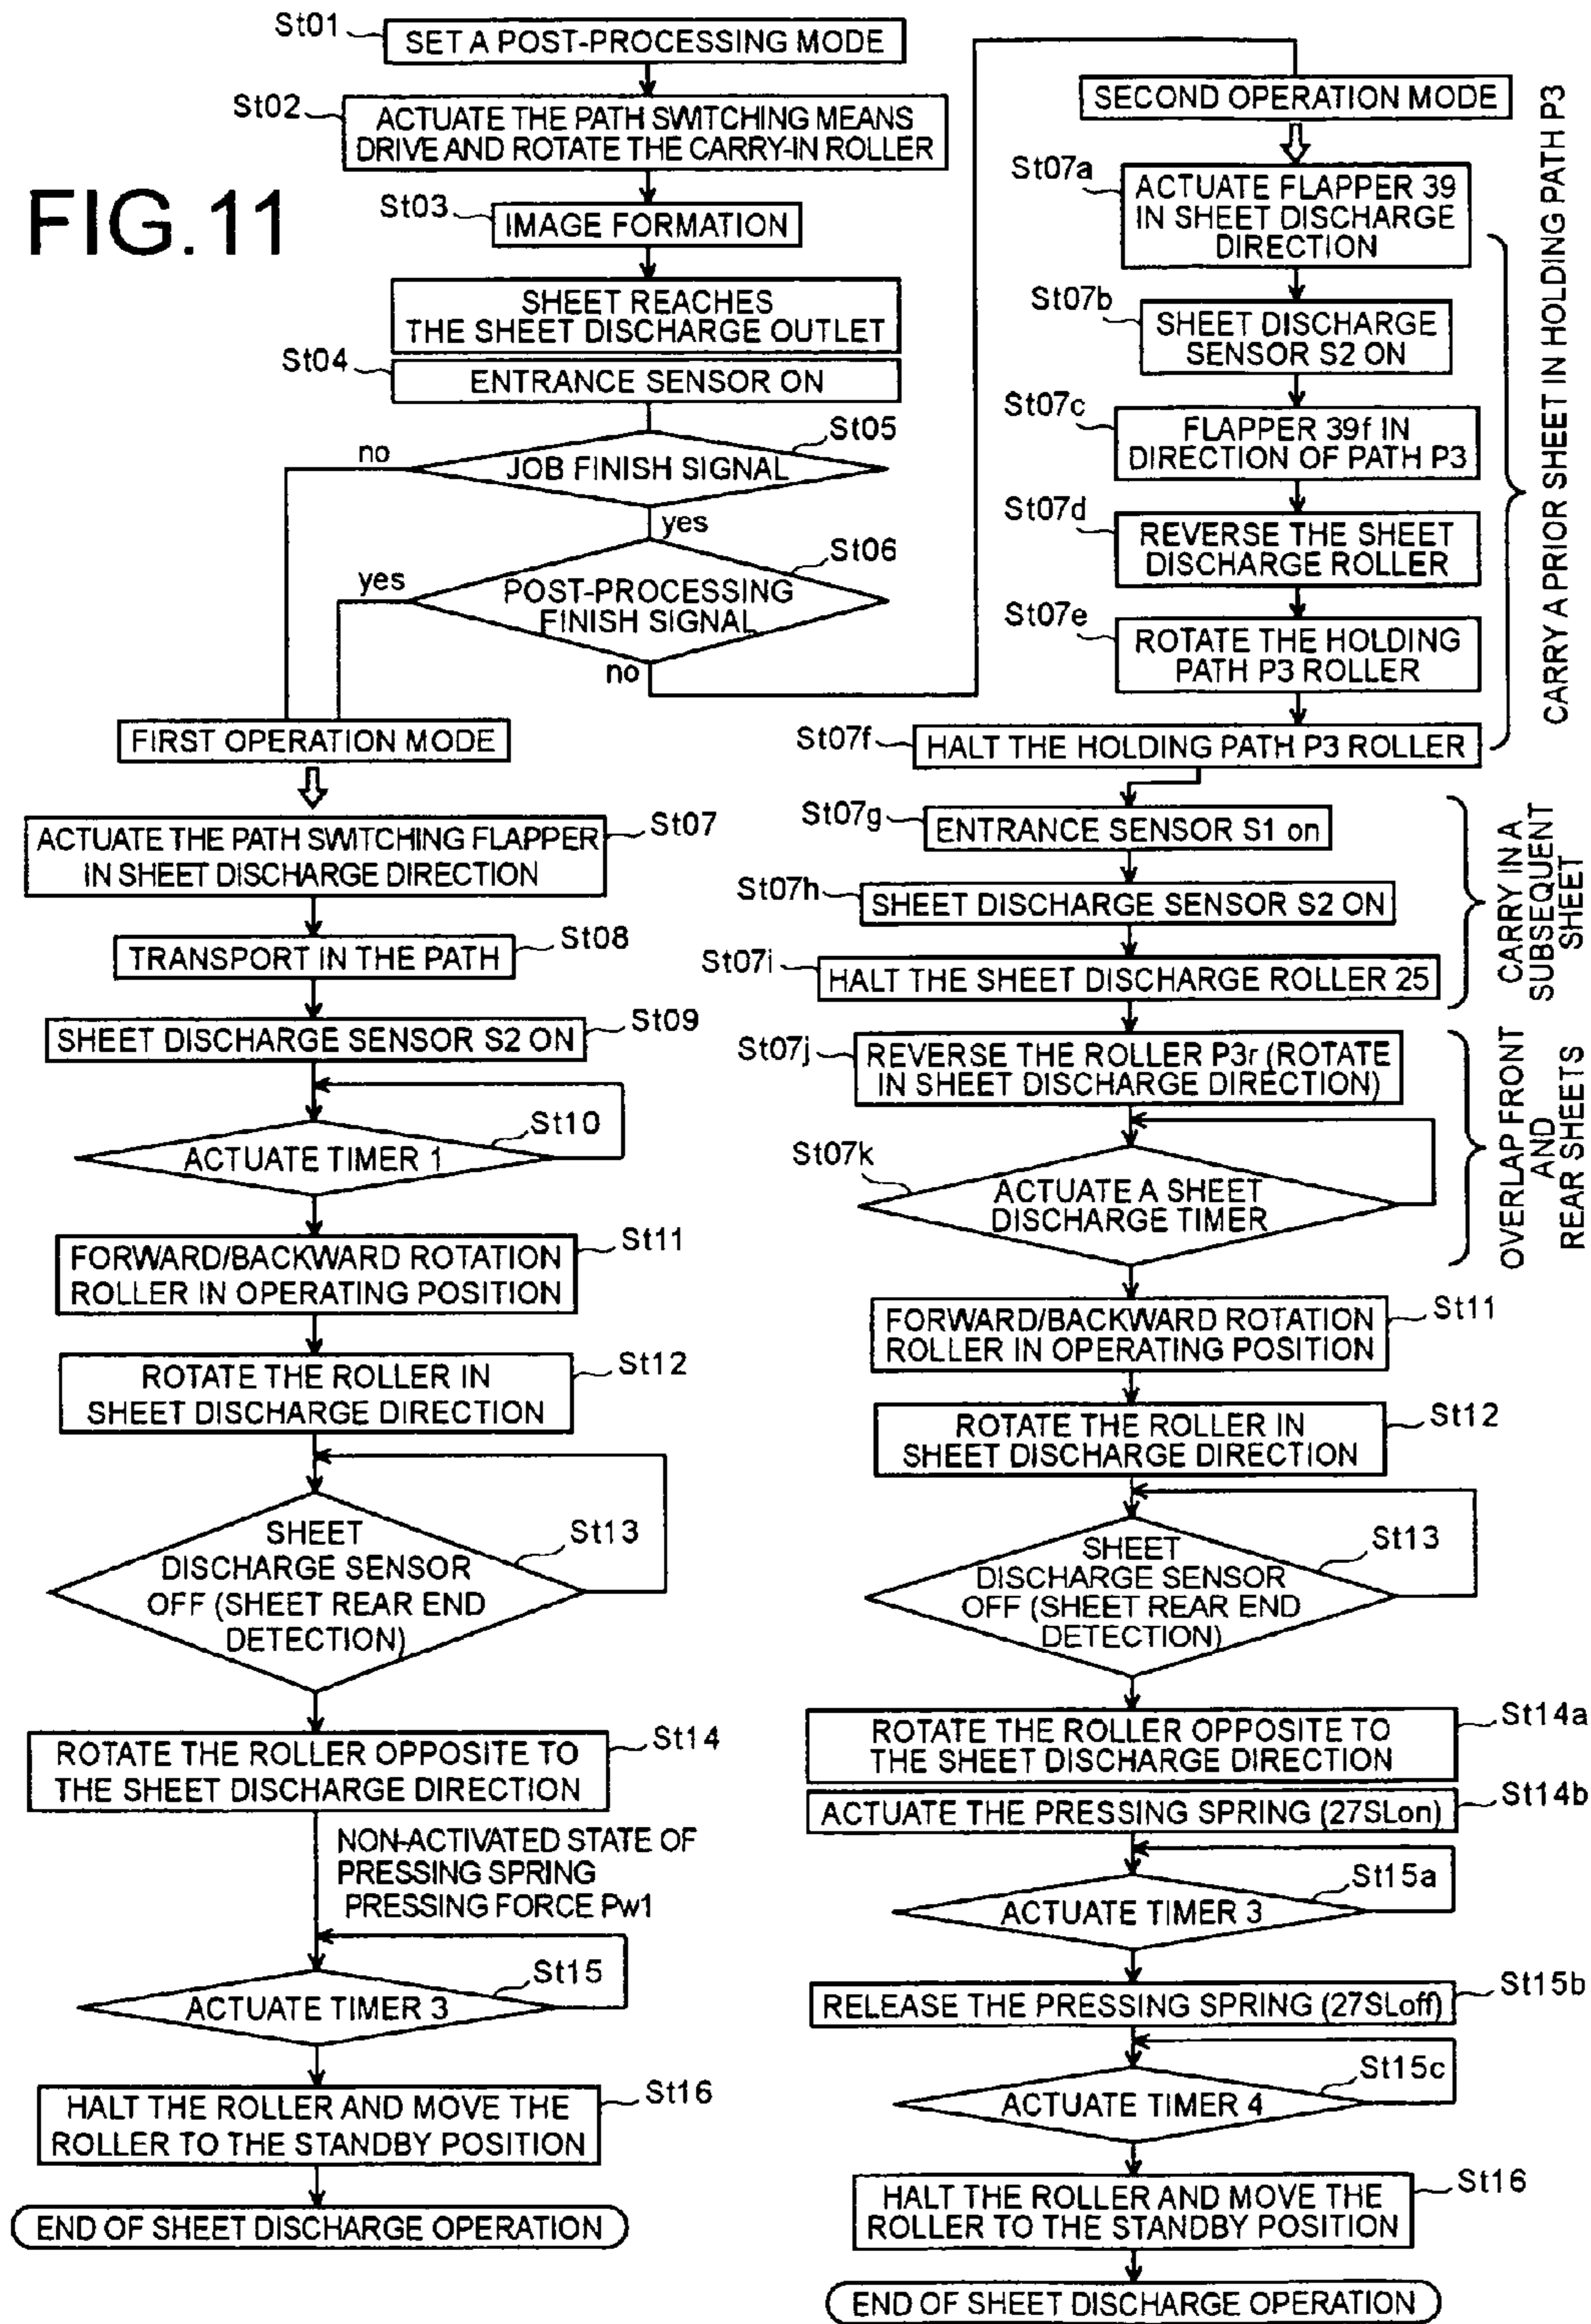 FIG.11
St01
SET A POST-PROCESSING MODE
St02
ACTUATE THE PATH SWITCHING MEANS
DRIVE AND ROTATE THE CARRY-IN ROLLER
St03
IMAGE FORMATION
SHEET REACHES
THE SHEET DISCHARGE OUTLET
St04
ENTRANCE SENSOR ON
St05
JOB FINISH SIGNAL
no
yes
St06
POST-PROCESSING
FINISH SIGNAL
yes
no
FIRST OPERATION MODE
St07
ACTUATE THE PATH SWITCHING FLAPPER
IN SHEET DISCHARGE DIRECTION
St08
TRANSPORT IN THE PATH
St09
SHEET DISCHARGE SENSOR S2 ON
St10
ACTUATE TIMER 1
St11
FORWARD/BACKWARD ROTATION
ROLLER IN OPERATING POSITION
St12
ROTATE THE ROLLER IN
SHEET DISCHARGE DIRECTION
St13
SHEET
DISCHARGE SENSOR
OFF (SHEET REAR END
DETECTION)
St14
ROTATE THE ROLLER OPPOSITE TO
THE SHEET DISCHARGE DIRECTION
NON-ACTIVATED STATE OF
PRESSING SPRING
PRESSING FORCE Pw1
St15
ACTUATE TIMER 3
St16
HALT THE ROLLER AND MOVE THE
ROLLER TO THE STANDBY POSITION
END OF SHEET DISCHARGE OPERATION
SECOND OPERATION MODE
St07a
ACTUATE FLAPPER 39
IN SHEET DISCHARGE
DIRECTION
St07b
SHEET DISCHARGE
SENSOR S2 ON
St07c
FLAPPER 39f IN
DIRECTION OF PATH P3
St07d
REVERSE THE SHEET
DISCHARGE ROLLER
St07e
ROTATE THE HOLDING
PATH P3 ROLLER
St07f
HALT THE HOLDING PATH P3 ROLLER
CARRY A PRIOR SHEET IN HOLDING PATH P3
St07g
ENTRANCE SENSOR S1 on
St07h
SHEET DISCHARGE SENSOR S2 ON
St07i
HALT THE SHEET DISCHARGE ROLLER 25
CARRY IN A
SUBSEQUENT
SHEET
St07j
REVERSE THE ROLLER P3r (ROTATE
IN SHEET DISCHARGE DIRECTION)
St07k
ACTUATE A SHEET
DISCHARGE TIMER
OVERLAP FRONT
AND
REAR SHEETS
St11
FORWARD/BACKWARD ROTATION
ROLLER IN OPERATING POSITION
St12
ROTATE THE ROLLER IN
SHEET DISCHARGE DIRECTION
St13
SHEET
DISCHARGE SENSOR
OFF (SHEET REAR END
DETECTION)
St14a
ROTATE THE ROLLER OPPOSITE TO
THE SHEET DISCHARGE DIRECTION
St14b
ACTUATE THE PRESSING SPRING (27SLon)
St15a
ACTUATE TIMER 3
St15b
RELEASE THE PRESSING SPRING (27SLoff)
St15c
ACTUATE TIMER 4
St16
HALT THE ROLLER AND MOVE THE
ROLLER TO THE STANDBY POSITION
END OF SHEET DISCHARGE OPERATION